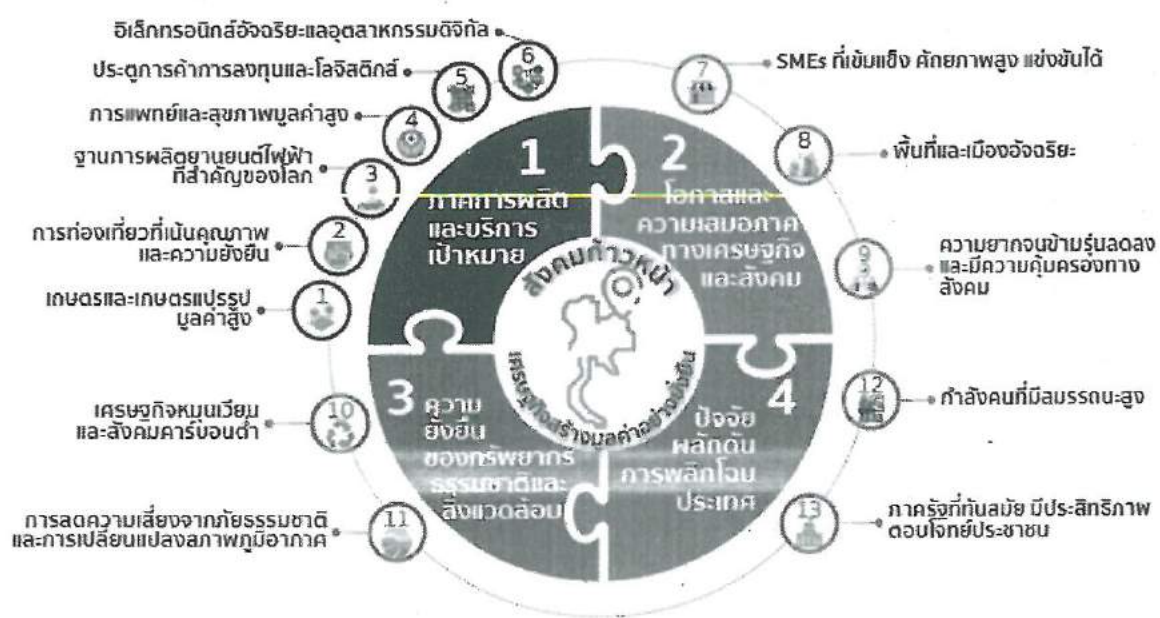 อิเล็กทรอนิกส์อัจฉริยะแลอุตสาหกรรมดิจิทัล
6
ประตูการค้าการลงทุนและโลจิสติกส์
5
การแพทย์และสุขภาพมูลค่าสูง
4
ฐานการผลิตยานยนต์ไฟฟ้า
ที่สำคัญของโลก
3
การท่องเที่ยวที่เน้นคุณภาพ
และความยั่งยืน
2
เกษตรและเกษตรแปรรูป
มูลค่าสูง
1
เศรษฐกิจหมุนเวียน
และสังคมคาร์บอนต่ำ
10
การลดความเสี่ยงจากภัยธรรมชาติ
และการเปลี่ยนแปลงสภาพภูมิอากาศ
11
7
SMEs ที่เข้มแข็ง ศักยภาพสูง แข่งขันได้
8
พื้นที่และเมืองอัจฉริยะ
9
ความยากจนข้ามรุ่นลดลง
และมีความคุ้มครองทาง
สังคม
12
กำลังคนที่มีสมรรถนะสูง
13
ภาครัฐที่ทันสมัย มีประสิทธิภาพ
ตอบโจทย์ประชาชน
1
ภาคการผลิต
และบริการ
เป้าหมาย
2
โอกาสและ
ความเสมอภาค
ทางเศรษฐกิจ
และสังคม
3
ความ
ยั่งยืน
ของทรัพยากร
ธรรมชาติและ
สิ่งแวดล้อม
4
ปัจจัย
ผลักดัน
การพลิกโฉม
ประเทศ
สังคมก้าวหน้า
เศรษฐกิจสร้างมูลค่าอย่างยั่งยืน